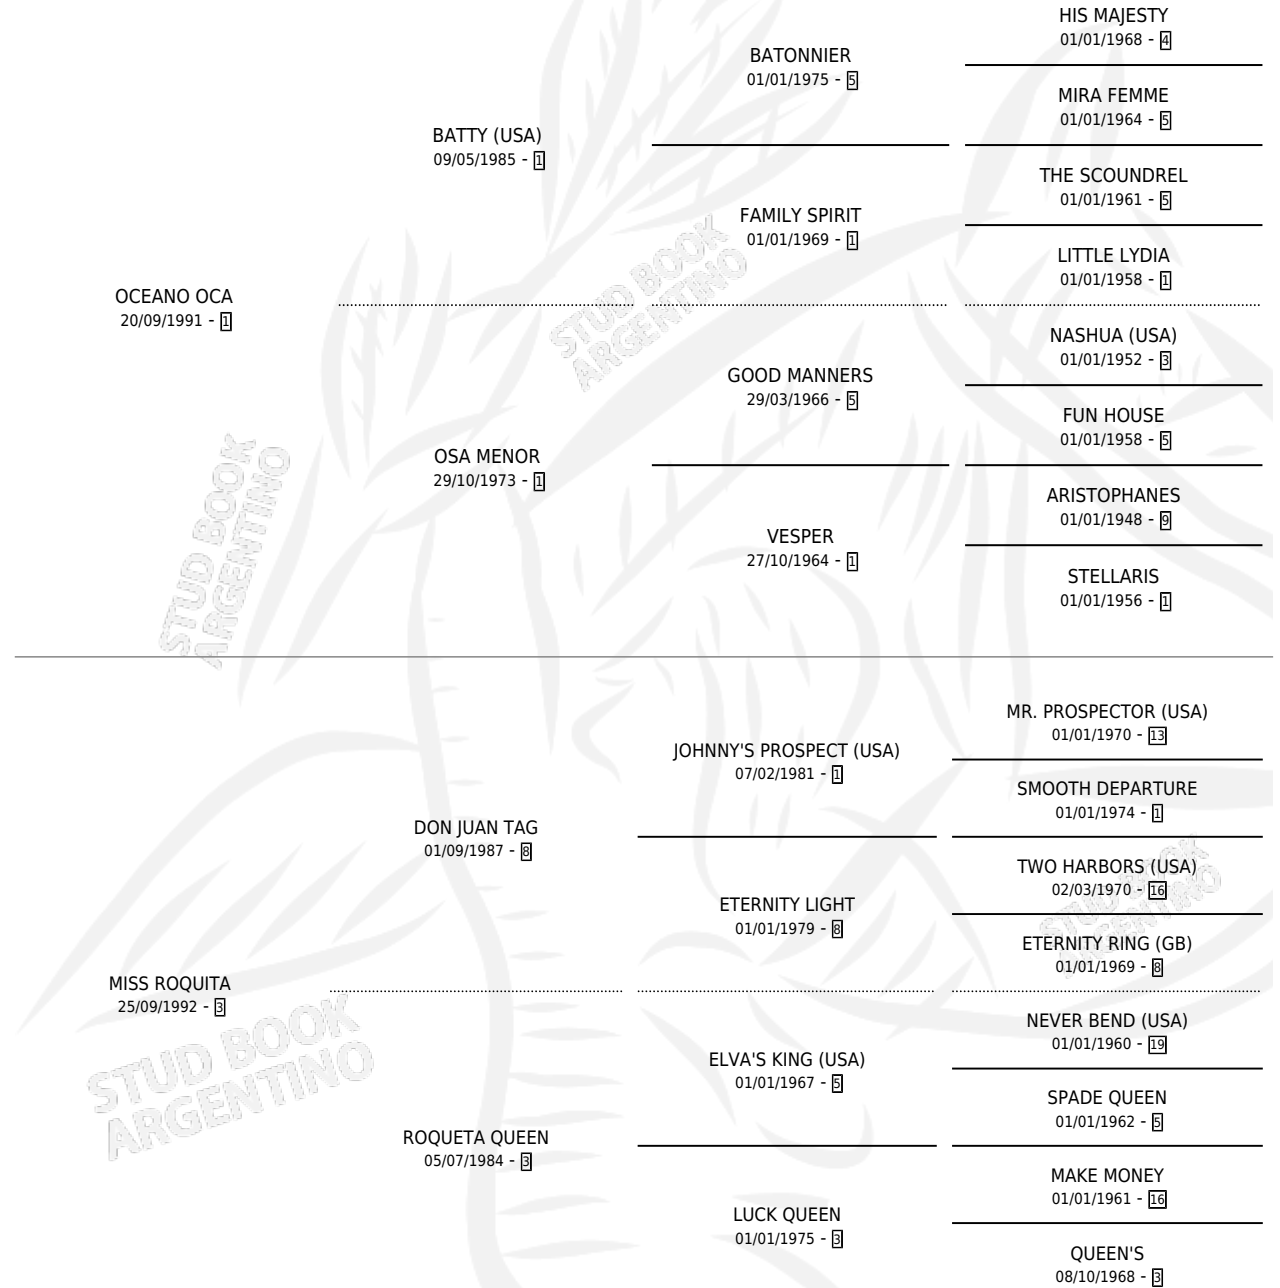 HIS MAJESTY
01/01/1968 - 4
BATONNIER
01/01/1975 - 5
MIRA FEMME
01/01/1964 - 5
BATTY (USA)
09/05/1985 - 1
THE SCOUNDREL
01/01/1961 - 5
FAMILY SPIRIT
01/01/1969 - 1
LITTLE LYDIA
01/01/1958 - 1
OCEANO OCA
20/09/1991 - 1
STUD BOOK
ARGENTINO
NASHUA (USA)
01/01/1952 - 3
GOOD MANNERS
29/03/1966 - 5
FUN HOUSE
01/01/1958 - 5
OSA MENOR
29/10/1973 - 1
ARISTOPHANES
01/01/1948 - 9
VESPER
27/10/1964 - 1
STELLARIS
01/01/1956 - 1
STUD BOOK
ARGENTINO
MR. PROSPECTOR (USA)
01/01/1970 - 13
JOHNNY'S PROSPECT (USA)
07/02/1981 - 1
SMOOTH DEPARTURE
01/01/1974 - 1
DON JUAN TAG
01/09/1987 - 8
TWO HARBORS (USA)
02/03/1970 - 16
ETERNITY LIGHT
01/01/1979 - 8
STUD BOOK
ARGENTINO
ETERNITY RING (GB)
01/01/1969 - 8
MISS ROQUITA
25/09/1992 - 3
NEVER BEND (USA)
01/01/1960 - 19
ELVA'S KING (USA)
01/01/1967 - 5
SPADE QUEEN
01/01/1962 - 5
STUD BOOK
ARGENTINO
ROQUETA QUEEN
05/07/1984 - 3
MAKE MONEY
01/01/1961 - 16
LUCK QUEEN
01/01/1975 - 3
QUEEN'S
08/10/1968 - 3